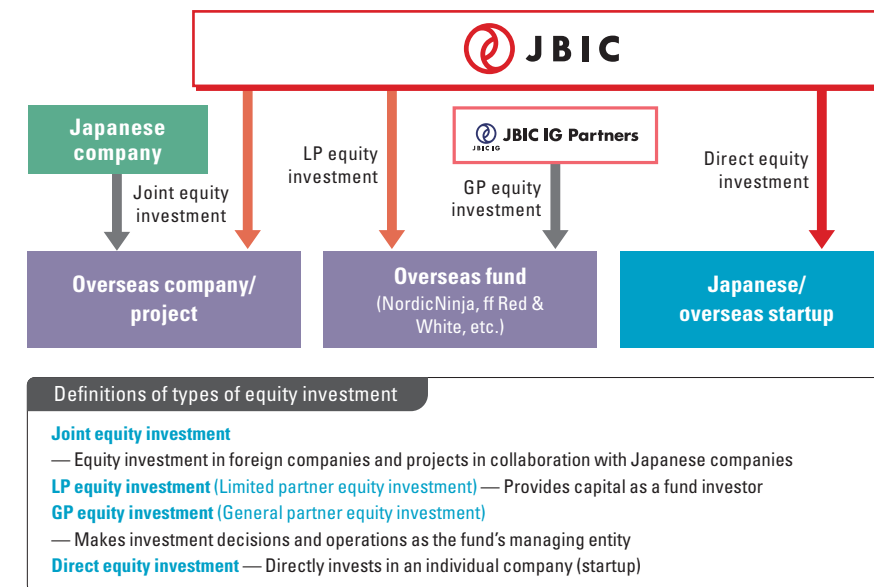 JBIC
Japanese
company
Joint equity
investment
LP equity
investment
JBIC IG
JBIC IG Partners
GP equity
investment
Direct equity
investment
Overseas company/
project
Overseas fund
(NordicNinja, ff Red &
White, etc.)
Japanese/
overseas startup
Definitions of types of equity investment
Joint equity investment
— Equity investment in foreign companies and projects in collaboration with Japanese companies
LP equity investment (Limited partner equity investment) — Provides capital as a fund investor
GP equity investment (General partner equity investment)
— Makes investment decisions and operations as the fund's managing entity
Direct equity investment — Directly invests in an individual company (startup)